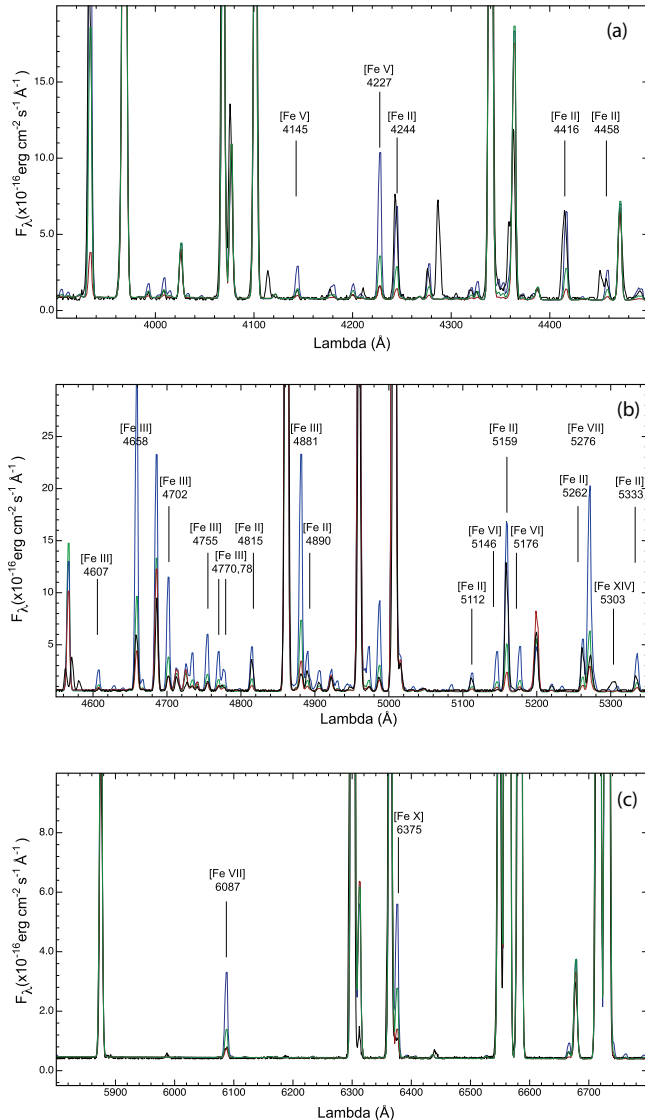 (a)
[Fe V]
4227
[Fe V]
4145
[Fe II]
4244
[Fe II]
4416
[Fe II]
4458
15.0
10.0
5.0
0.0
Fλ(x10-16erg cm-2 s-1 Å-1 )
4000
4100
4200
4300
4400
Lambda (Å)
(b)
[Fe III]
4658
[Fe III]
4702
[Fe III]
4607
[Fe III]
4755
[Fe III]
4770,78
[Fe II]
4815
[Fe III]
4881
[Fe II]
4890
[Fe II]
5159
[Fe VI]
5146
[Fe VI]
5176
[Fe II]
5112
[Fe VII]
5276
[Fe II]
5262
[Fe XIV]
5303
[Fe II]
5333
25
20
15
10
5
Fλ(x10-16erg cm-2 s-1 Å-1 )
4600
4700
4800
4900
5000
5100
5200
5300
Lambda (Å)
(c)
[Fe X]
6375
[Fe VII]
6087
8.0
6.0
4.0
2.0
0.0
Fλ(x10-16erg cm-2 s-1 Å-1 )
5900
6000
6100
6200
6300
6400
6500
6600
6700
Lambda (Å)